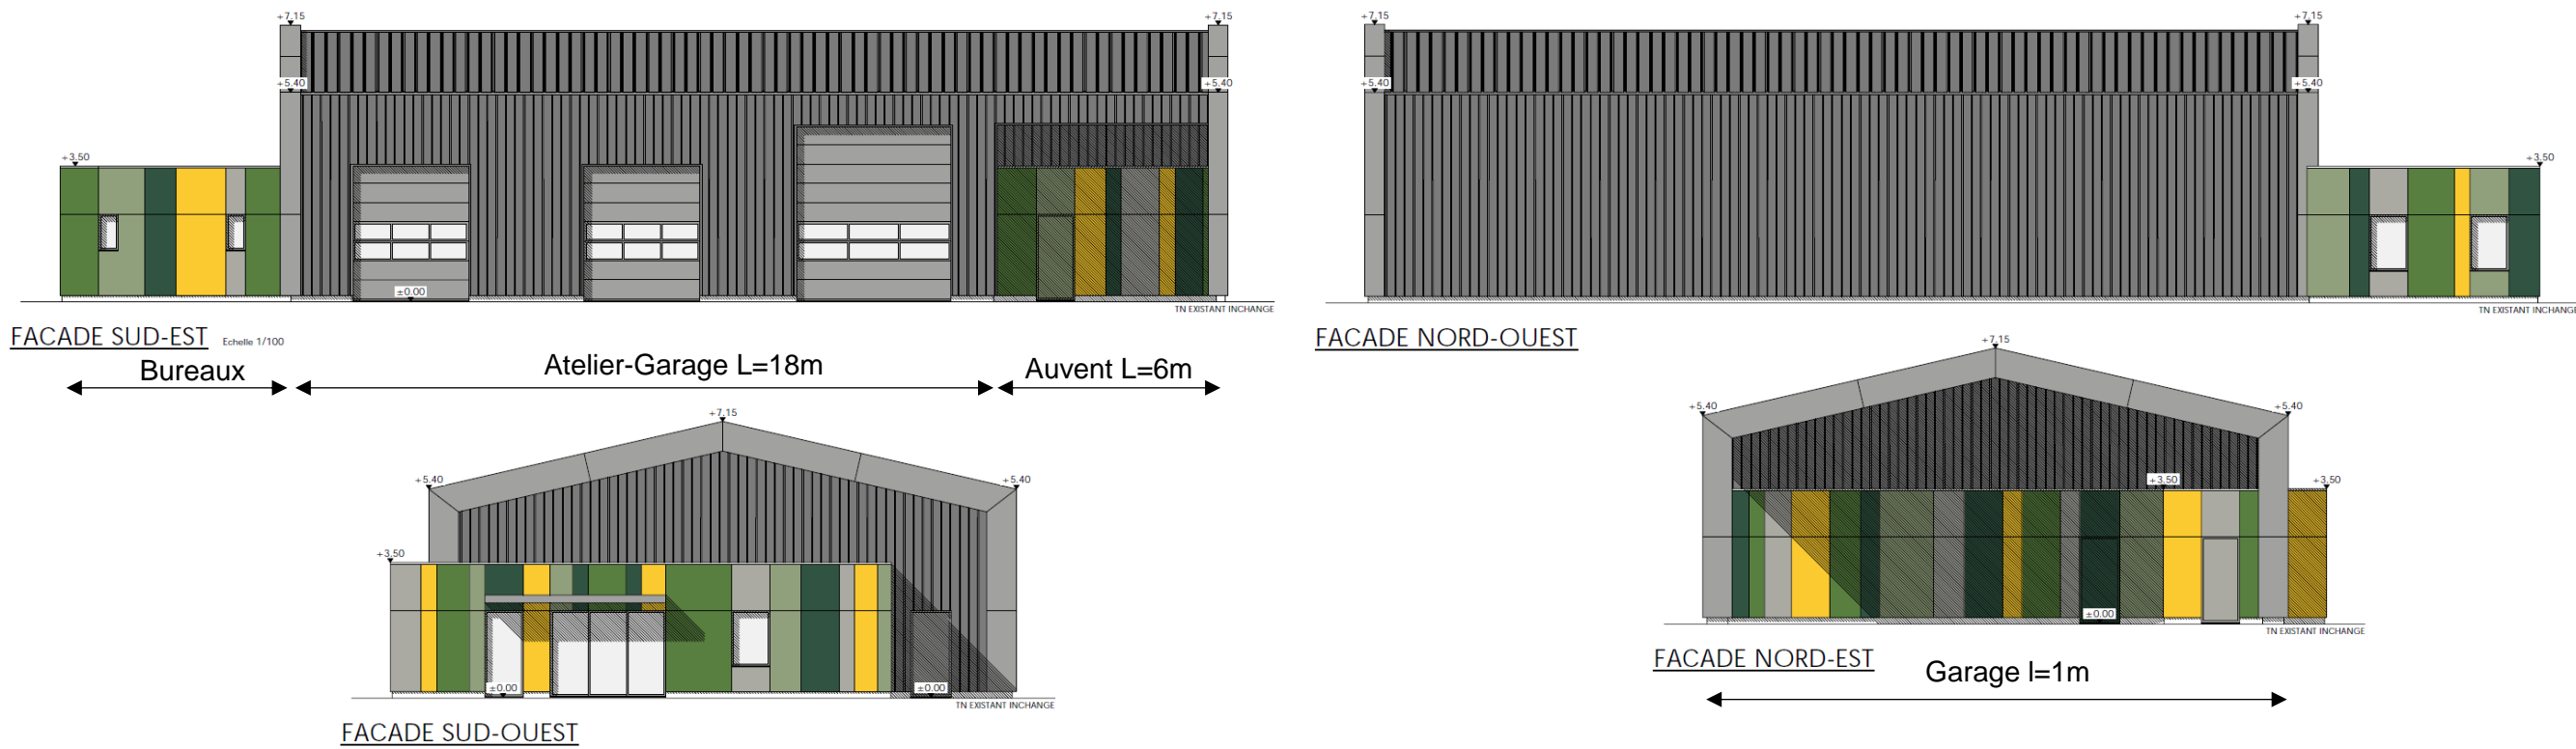 +7.15
+7.15
+5.40
+5.40
+3.50
±0.00
TN EXISTANT INCHANGE
FACADE SUD-EST Echelle 1/100
Bureaux
Atelier-Garage L=18m
Auvent L=6m
+7.15
+7.15
+5.40
+5.40
+3.50
TN EXISTANT INCHANGE
FACADE NORD-OUEST
+7.15
+5.40
+5.40
+3.50
±0.00
±0.00
TN EXISTANT INCHANGE
FACADE SUD-OUEST
+7.15
+5.40
+5.40
+3.50
+3.50
±0.00
TN EXISTANT INCHANGE
FACADE NORD-EST
Garage l=1m